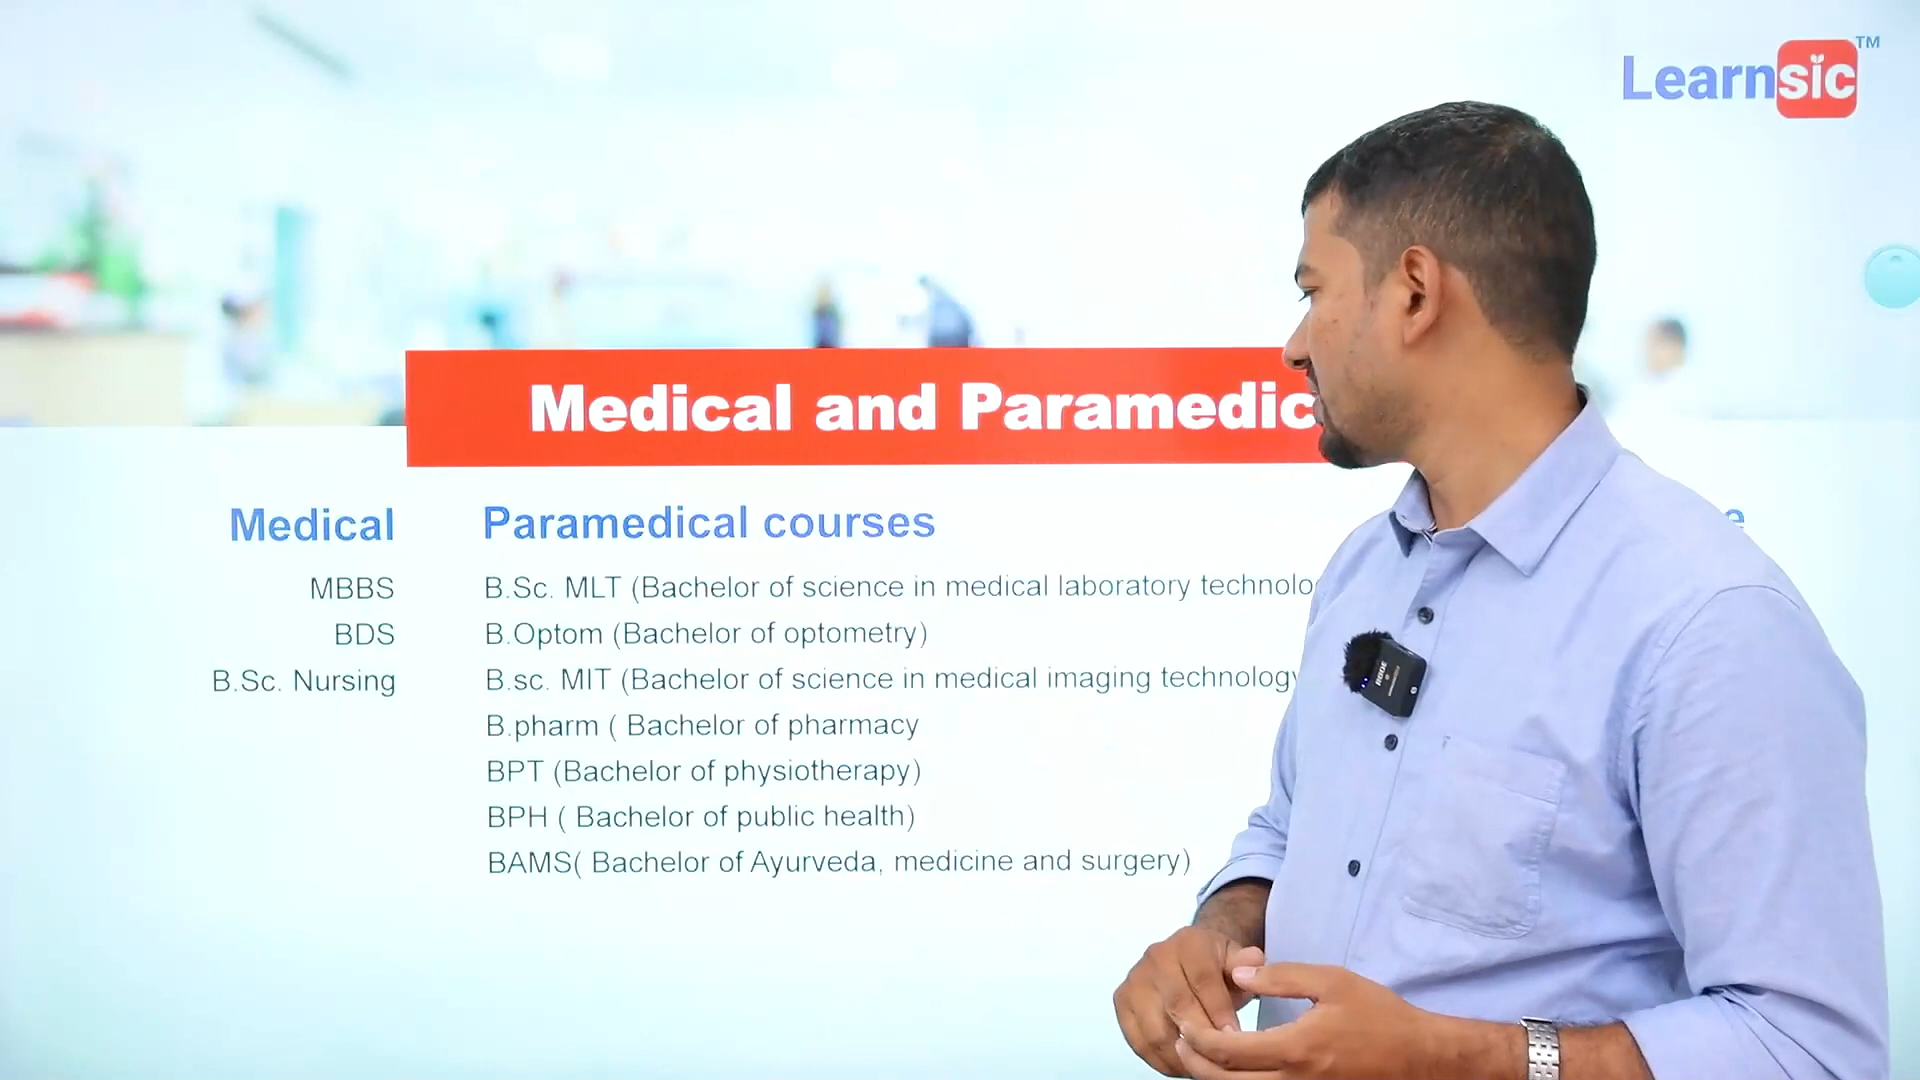 Learnsic™
Medical and Paramedic
Medical
Paramedical courses
MBBS
B.Sc. MLT (Bachelor of science in medical laboratory technolo
BDS
B.Optom (Bachelor of optometry)
B.Sc. Nursing
B.sc. MIT (Bachelor of science in medical imaging technology
B.pharm ( Bachelor of pharmacy
BPT (Bachelor of physiotherapy)
BPH ( Bachelor of public health)
BAMS( Bachelor of Ayurveda, medicine and surgery)
RODE